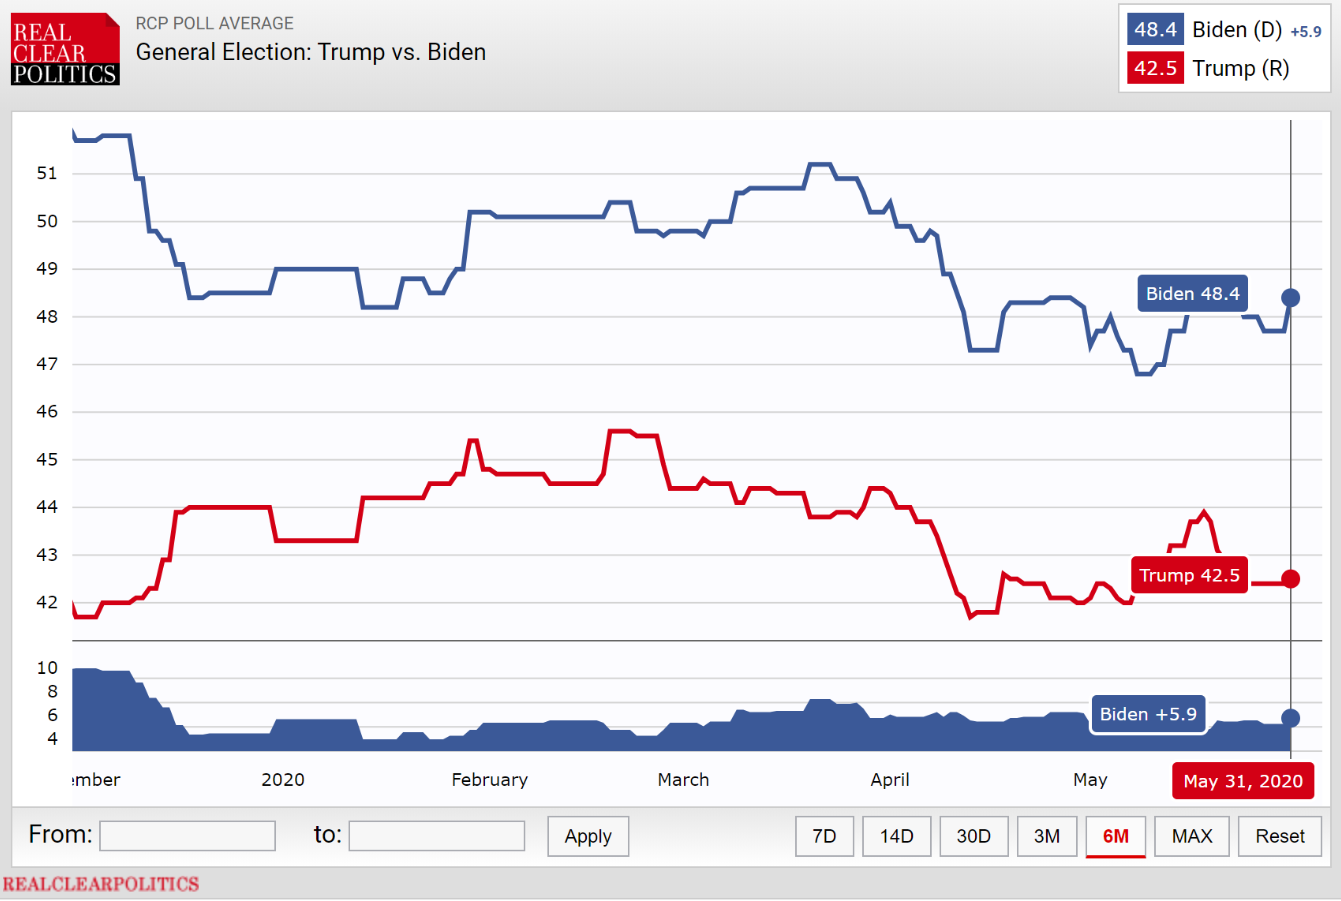 REAL
CLEAR
POLITICS
RCP POLL AVERAGE
General Election: Trump vs. Biden
48.4 Biden (D) +5.9
42.5 Trump (R)
51
50
49
48
47
46
45
44
43
42
Biden 48.4
Trump 42.5
10
8
6
4
Biden +5.9
ember 2020 February March April May May 31, 2020
From: to: Apply 7D 14D 30D 3M 6M MAX Reset
REALCLEARPOLITICS